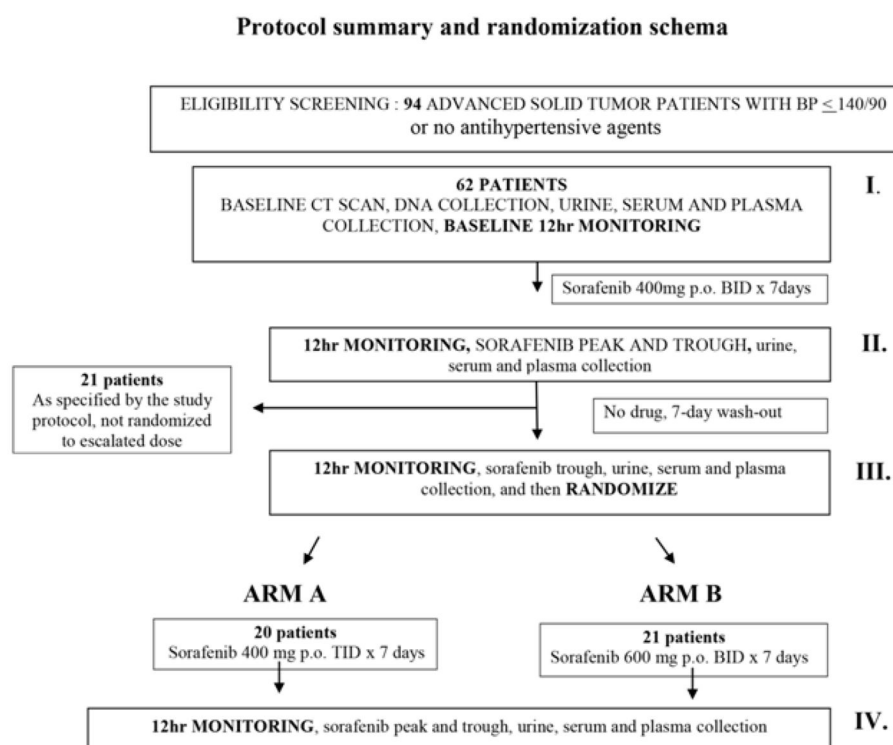 Protocol summary and randomization schema
ELIGIBILITY SCREENING : 94 ADVANCED SOLID TUMOR PATIENTS WITH BP ≤ 140/90
or no antihypertensive agents
62 PATIENTS
BASELINE CT SCAN, DNA COLLECTION, URINE, SERUM AND PLASMA
COLLECTION, BASELINE 12hr MONITORING
I.
Sorafenib 400mg p.o. BID x 7days
12hr MONITORING, SORAFENIB PEAK AND TROUGH, urine,
serum and plasma collection
II.
21 patients
As specified by the study
protocol, not randomized
to escalated dose
No drug, 7-day wash-out
12hr MONITORING, sorafenib trough, urine, serum and plasma
collection, and then RANDOMIZE
III.
ARM A
ARM B
20 patients
Sorafenib 400 mg p.o. TID x 7 days
21 patients
Sorafenib 600 mg p.o. BID x 7 days
12hr MONITORING, sorafenib peak and trough, urine, serum and plasma collection
IV.